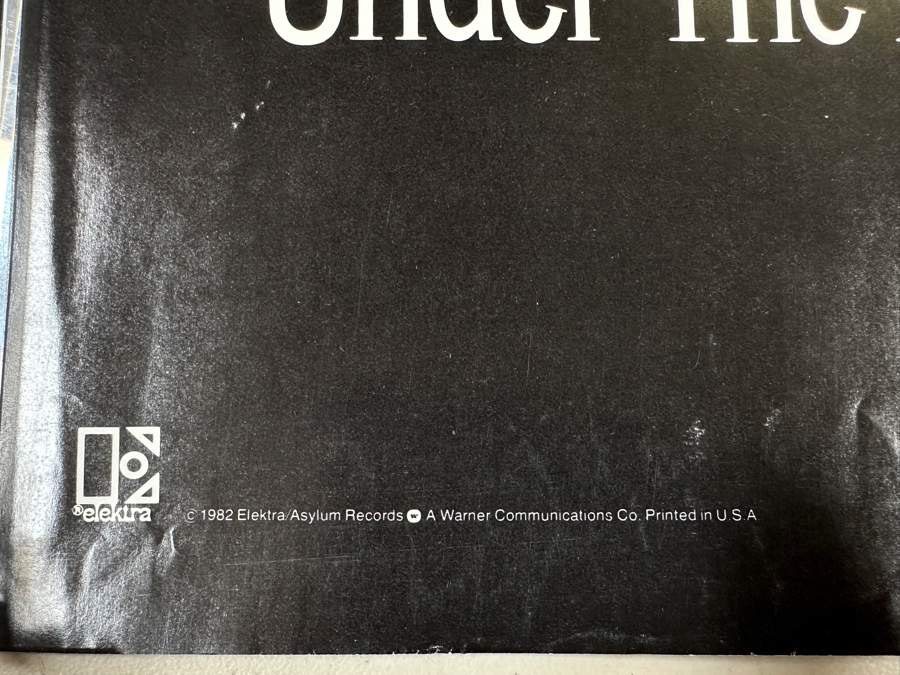 Under The
® elektra
© 1982 Elektra/Asylum Records W A Warner Communications Co. Printed in U.S.A